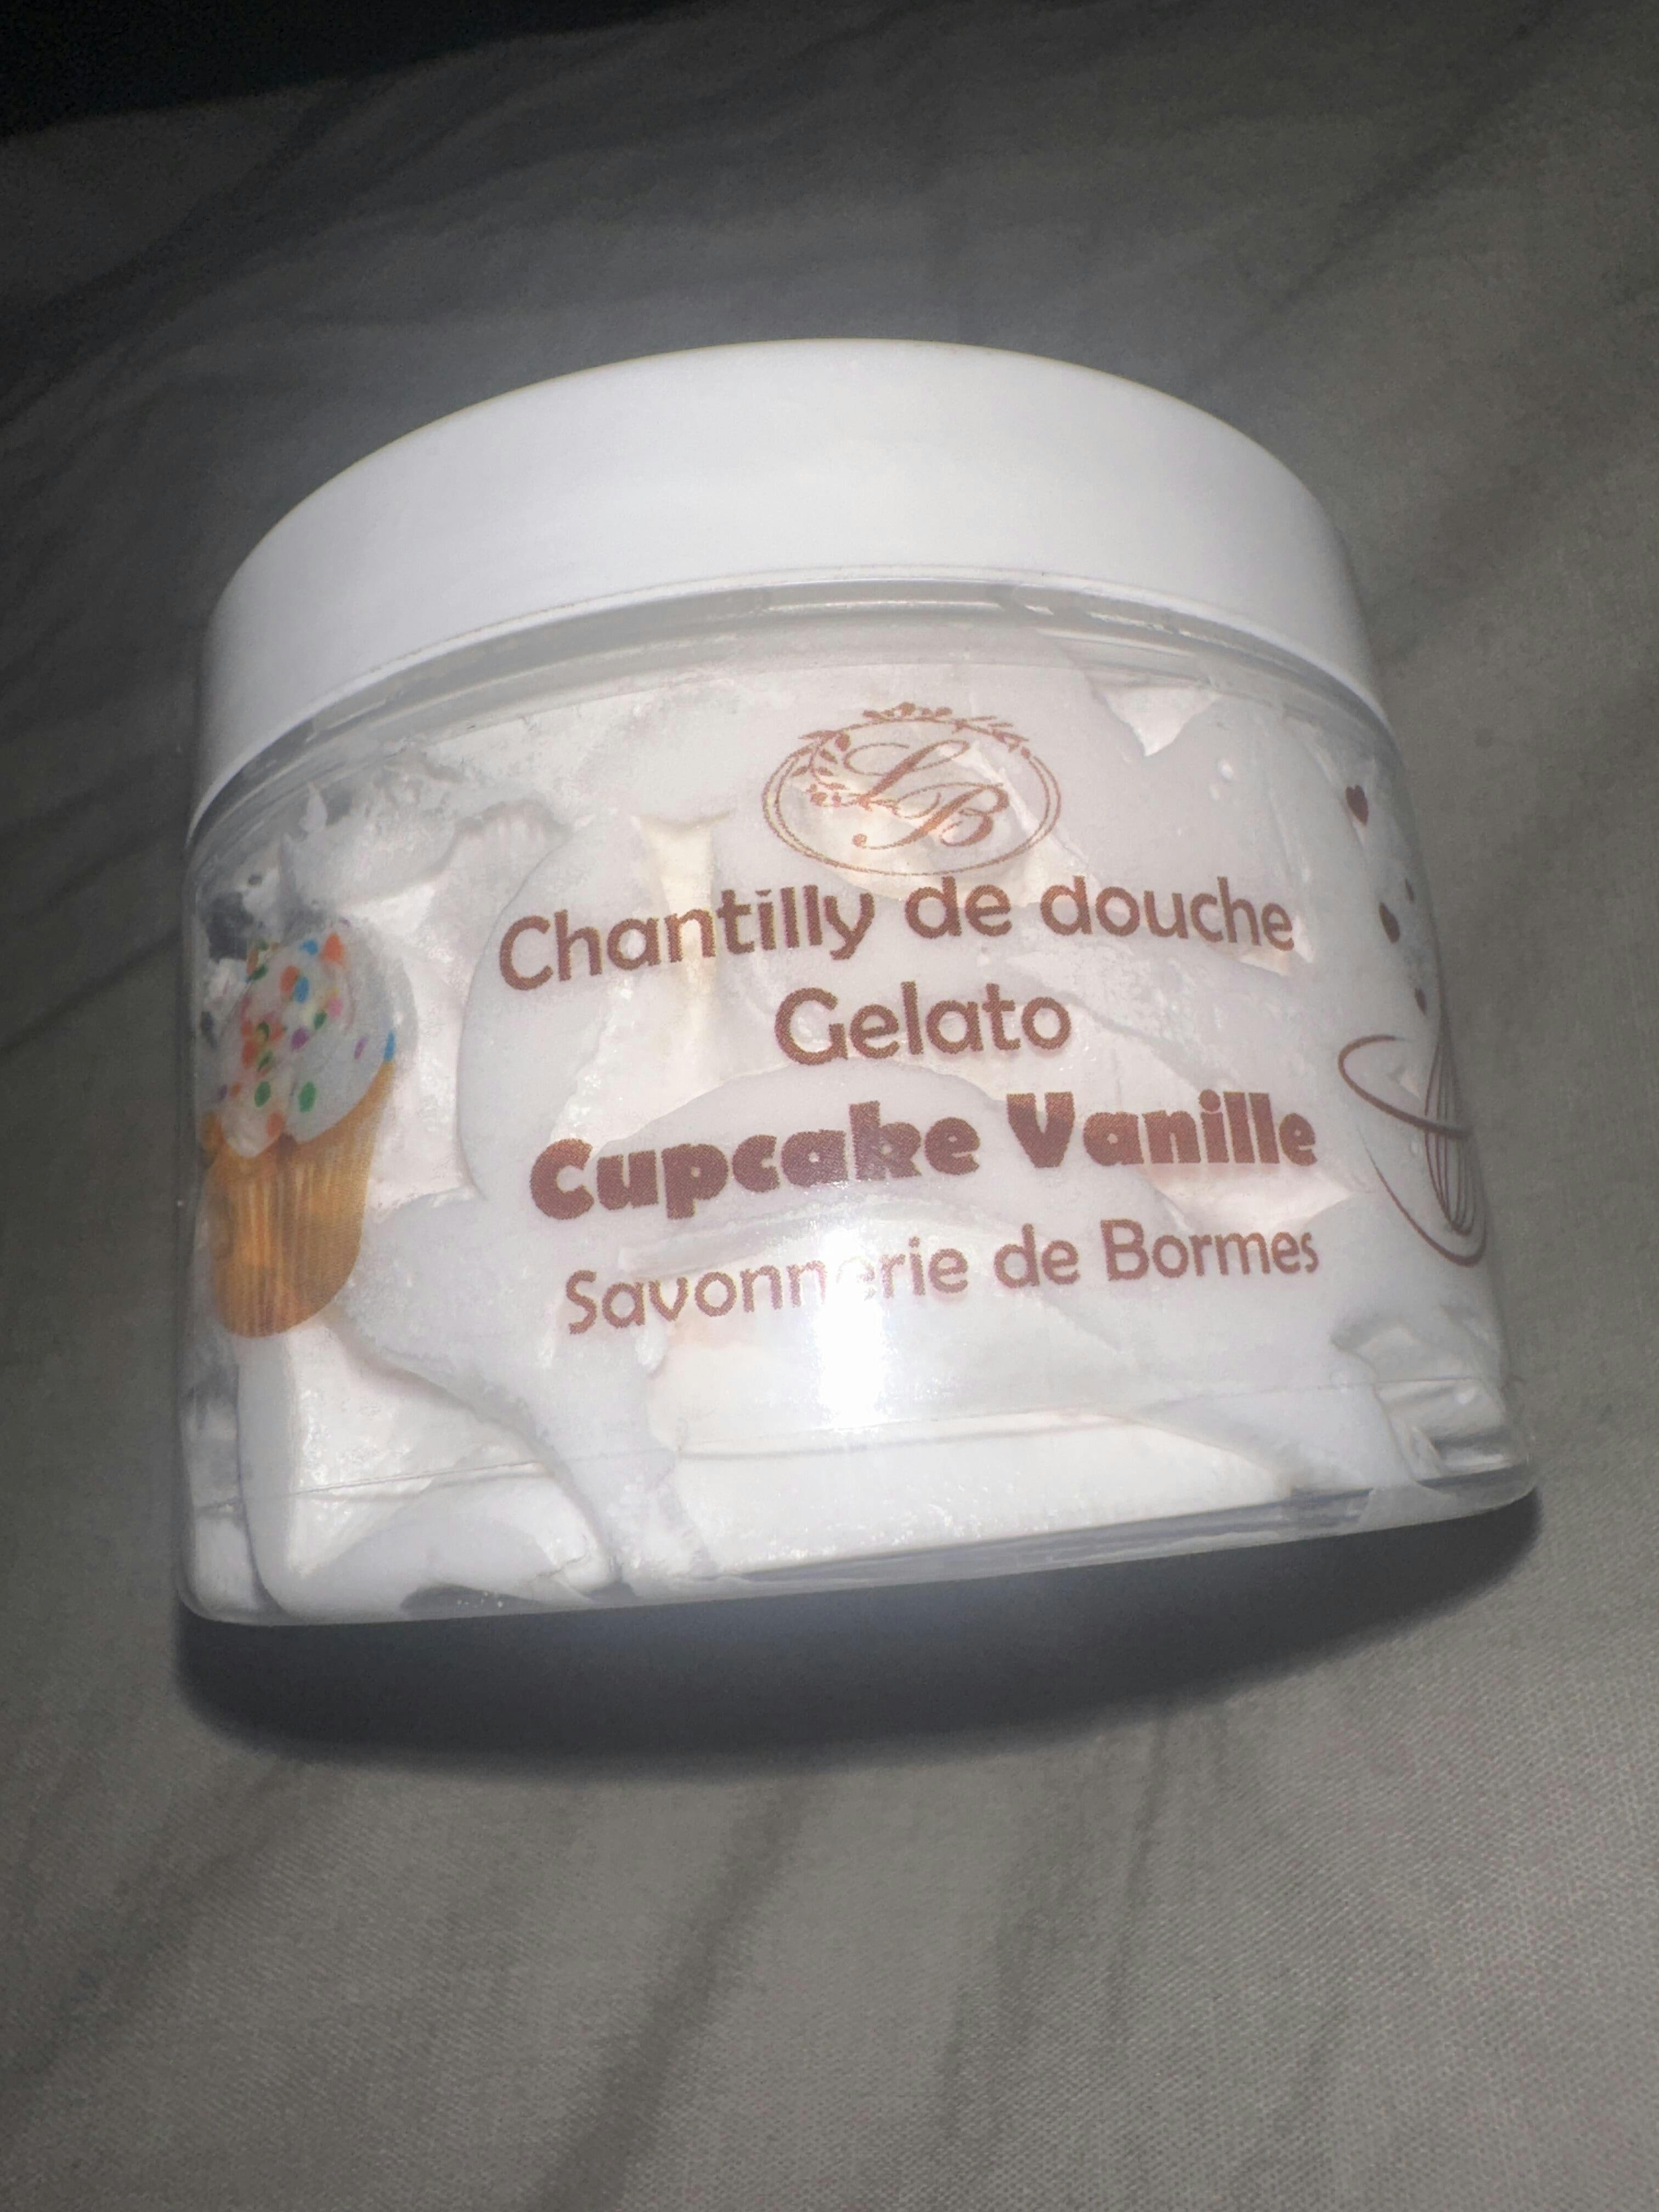 LB
Chantilly de douche
Gelato
Cupcake Vanille
Savonnerie de Bormes